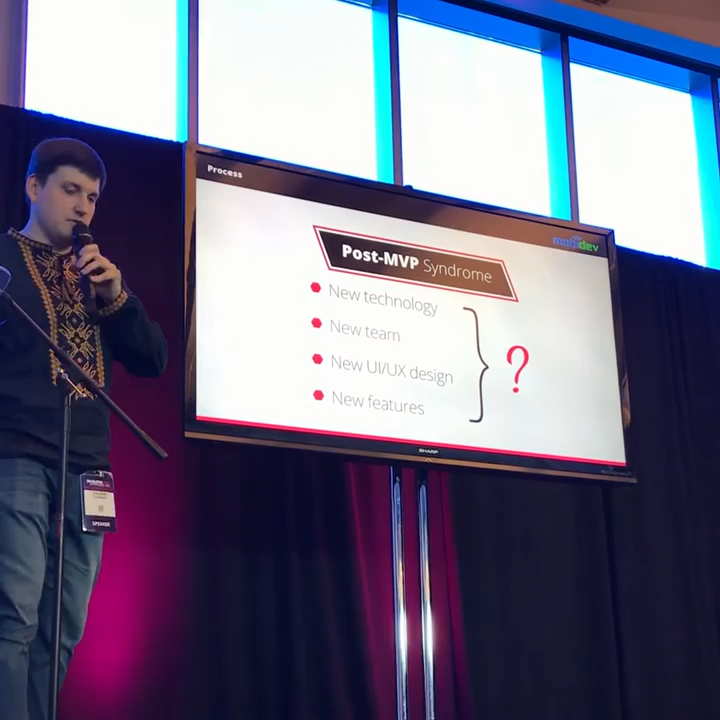 Process
mobidev
Post-MVP Syndrome
New technology
New team
New UI/UX design
New features
?
SHARP
SPEAKER